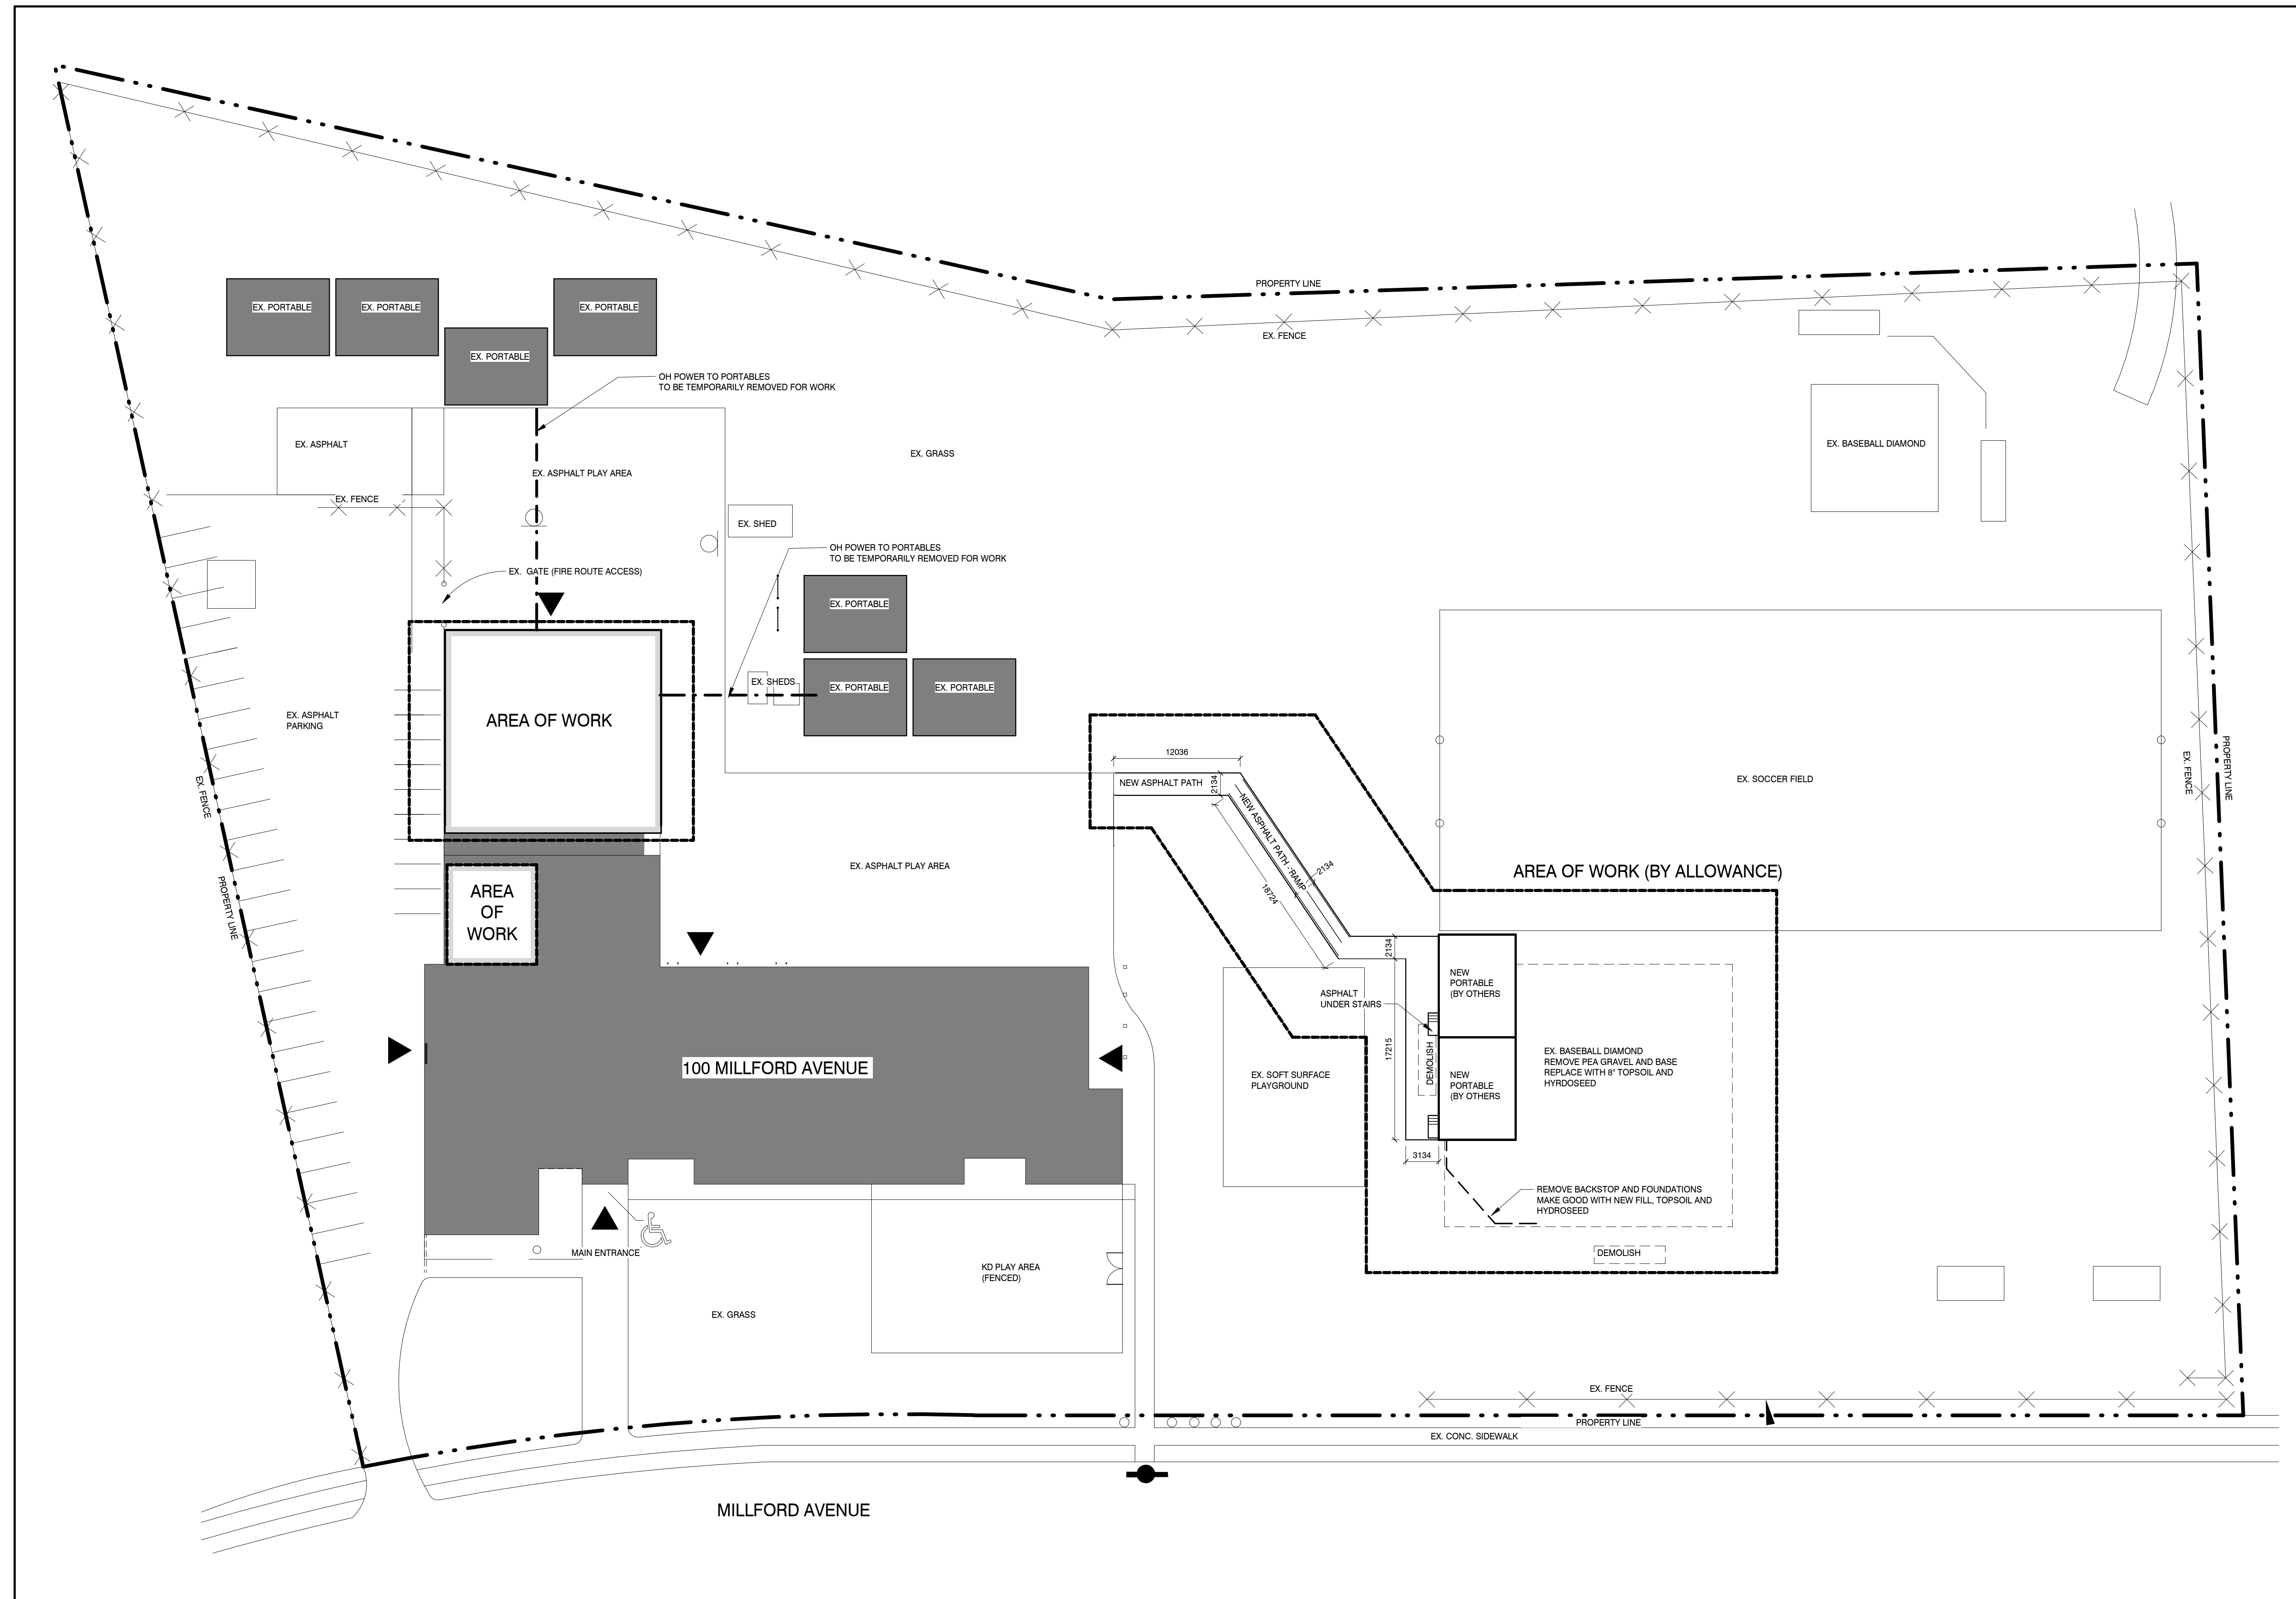 PROPERTY LINE
EX. FENCE
EX. PORTABLE
EX. PORTABLE
EX. PORTABLE
EX. PORTABLE
OH POWER TO PORTABLES
TO BE TEMPORARILY REMOVED FOR WORK
EX. ASPHALT
EX. GRASS
EX. BASEBALL DIAMOND
EX. ASPHALT PLAY AREA
EX. FENCE
EX. SHED
OH POWER TO PORTABLES
TO BE TEMPORARILY REMOVED FOR WORK
EX. GATE (FIRE ROUTE ACCESS)
EX. PORTABLE
EX. SHEDS
EX. PORTABLE
EX. PORTABLE
EX. ASPHALT
PARKING
AREA OF WORK
12036
NEW ASPHALT PATH
2134
NEW ASPHALT PATH - RAMP
2134
18724
EX. SOCCER FIELD
EX. FENCE
PROPERTY LINE
EX. FENCE
PROPERTY LINE
EX. ASPHALT PLAY AREA
AREA OF WORK (BY ALLOWANCE)
AREA
OF
WORK
2134
NEW
PORTABLE
(BY OTHERS
ASPHALT
UNDER STAIRS
17215
DEMOLISH
100 MILLFORD AVENUE
EX. SOFT SURFACE
PLAYGROUND
NEW
PORTABLE
(BY OTHERS
EX. BASEBALL DIAMOND
REMOVE PEA GRAVEL AND BASE
REPLACE WITH 8" TOPSOIL AND
HYRDOSEED
3134
REMOVE BACKSTOP AND FOUNDATIONS
MAKE GOOD WITH NEW FILL, TOPSOIL AND
HYDROSEED
MAIN ENTRANCE
DEMOLISH
KD PLAY AREA
(FENCED)
EX. GRASS
EX. FENCE
PROPERTY LINE
EX. CONC. SIDEWALK
MILLFORD AVENUE